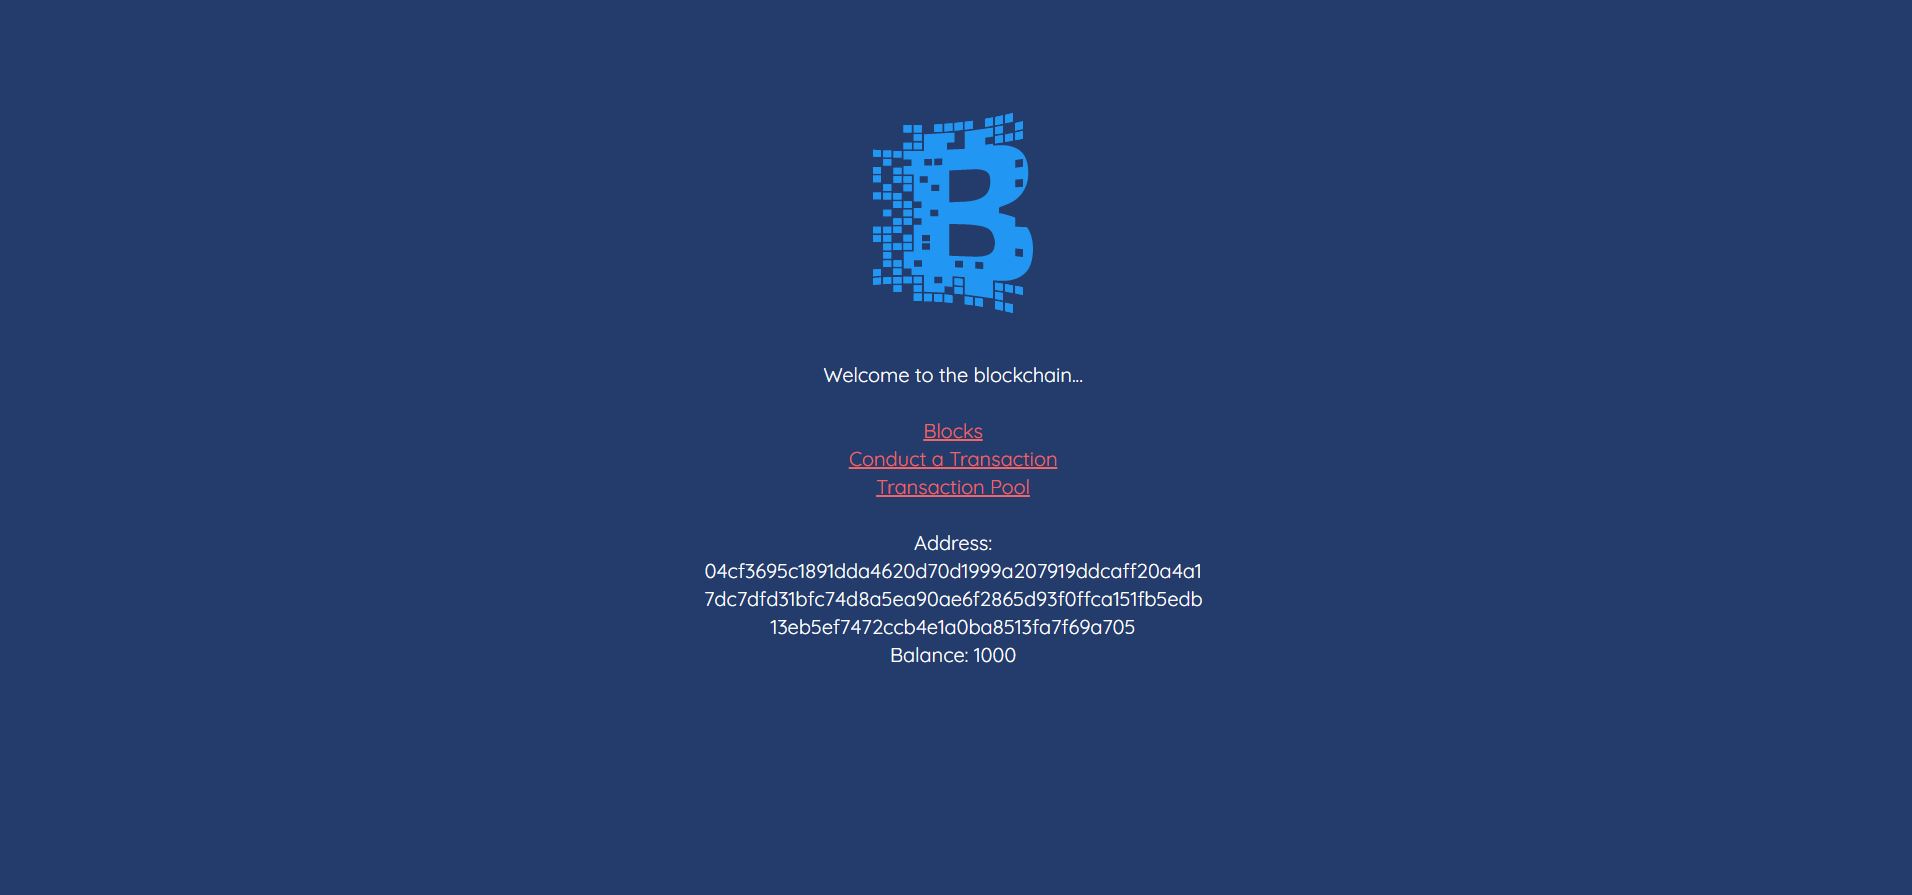 B
Welcome to the blockchain...
Blocks
Conduct a Transaction
Transaction Pool
Address:
04cf3695c1891dda4620d70d1999a207919ddcaff20a4a1
7dc7dfd31bfc74d8a5ea90ae6f2865d93f0ffca151fb5edb
13eb5ef7472ccb4e1a0ba8513fa7f69a705
Balance: 1000